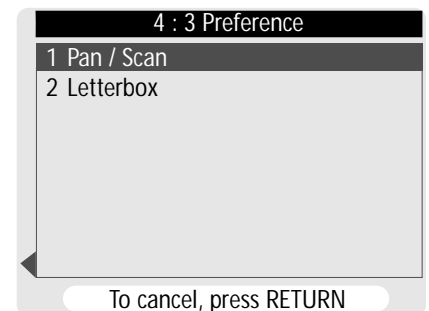 4 : 3 Preference
1 Pan / Scan
2 Letterbox
To cancel, press RETURN